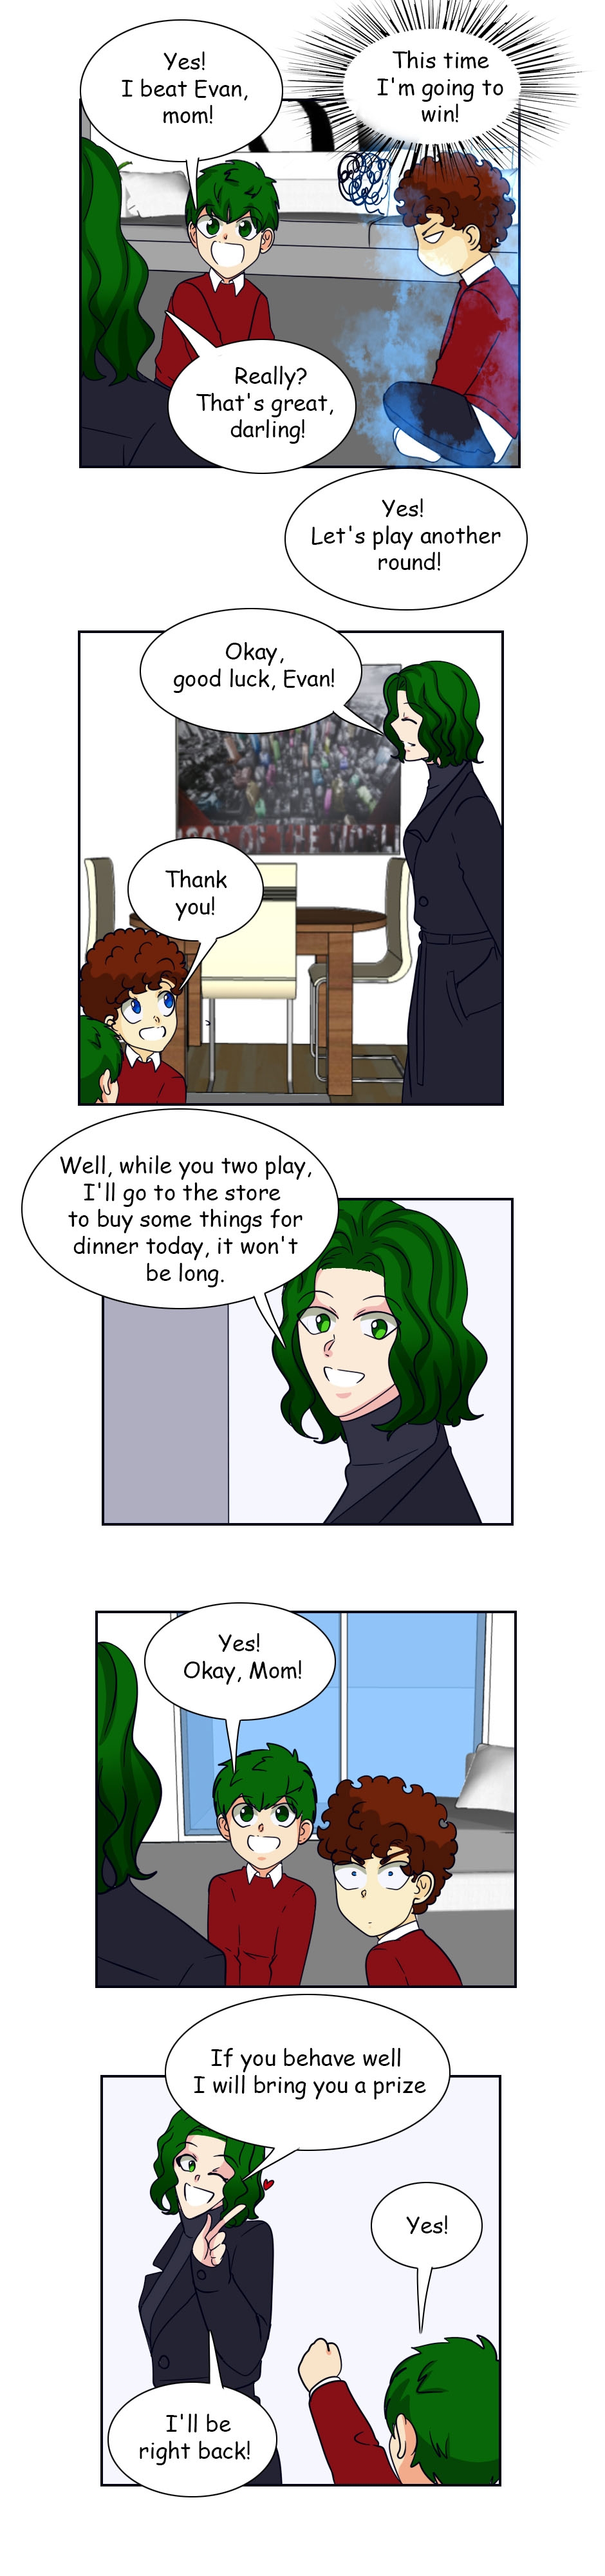 Yes!
I beat Evan,
mom!
This time
I'm going to
win!
Really?
That's great,
darling!
Yes!
Let's play another
round!
Okay,
good luck, Evan!
Thank
you!
Well, while you two play,
I'll go to the store
to buy some things for
dinner today, it won't
be long.
Yes!
Okay, Mom!
If you behave well
I will bring you a prize
Yes!
I'll be
right back!